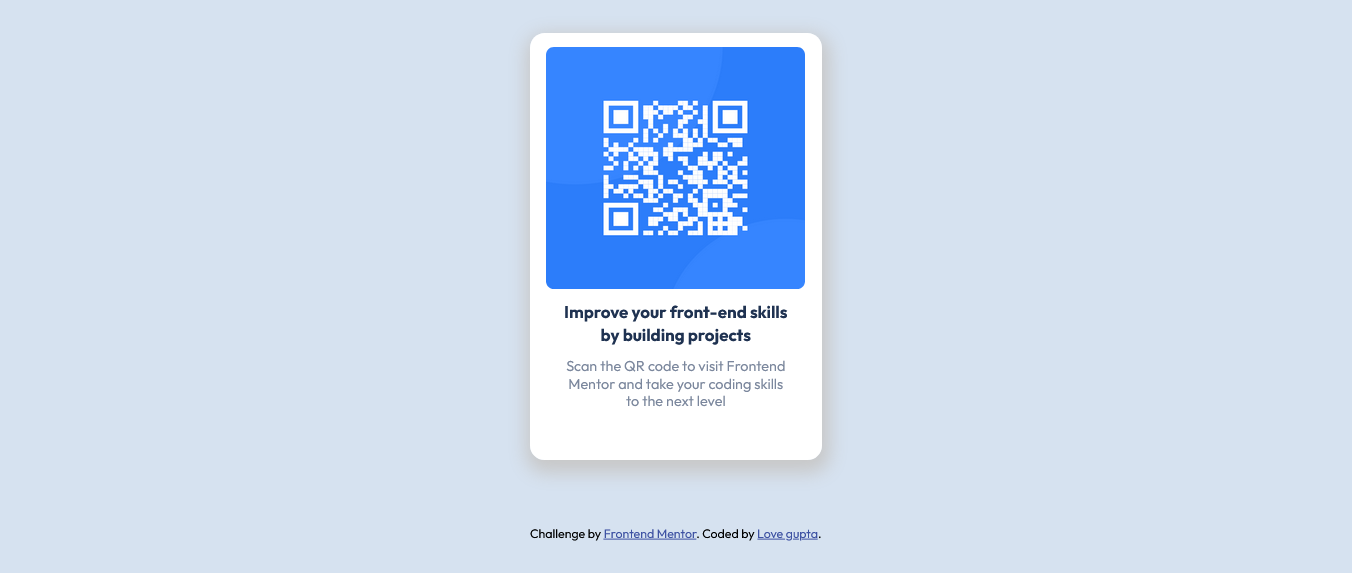 Improve your front-end skills
by building projects
Scan the QR code to visit Frontend
Mentor and take your coding skills
to the next level
Challenge by Frontend Mentor. Coded by Love gupta.